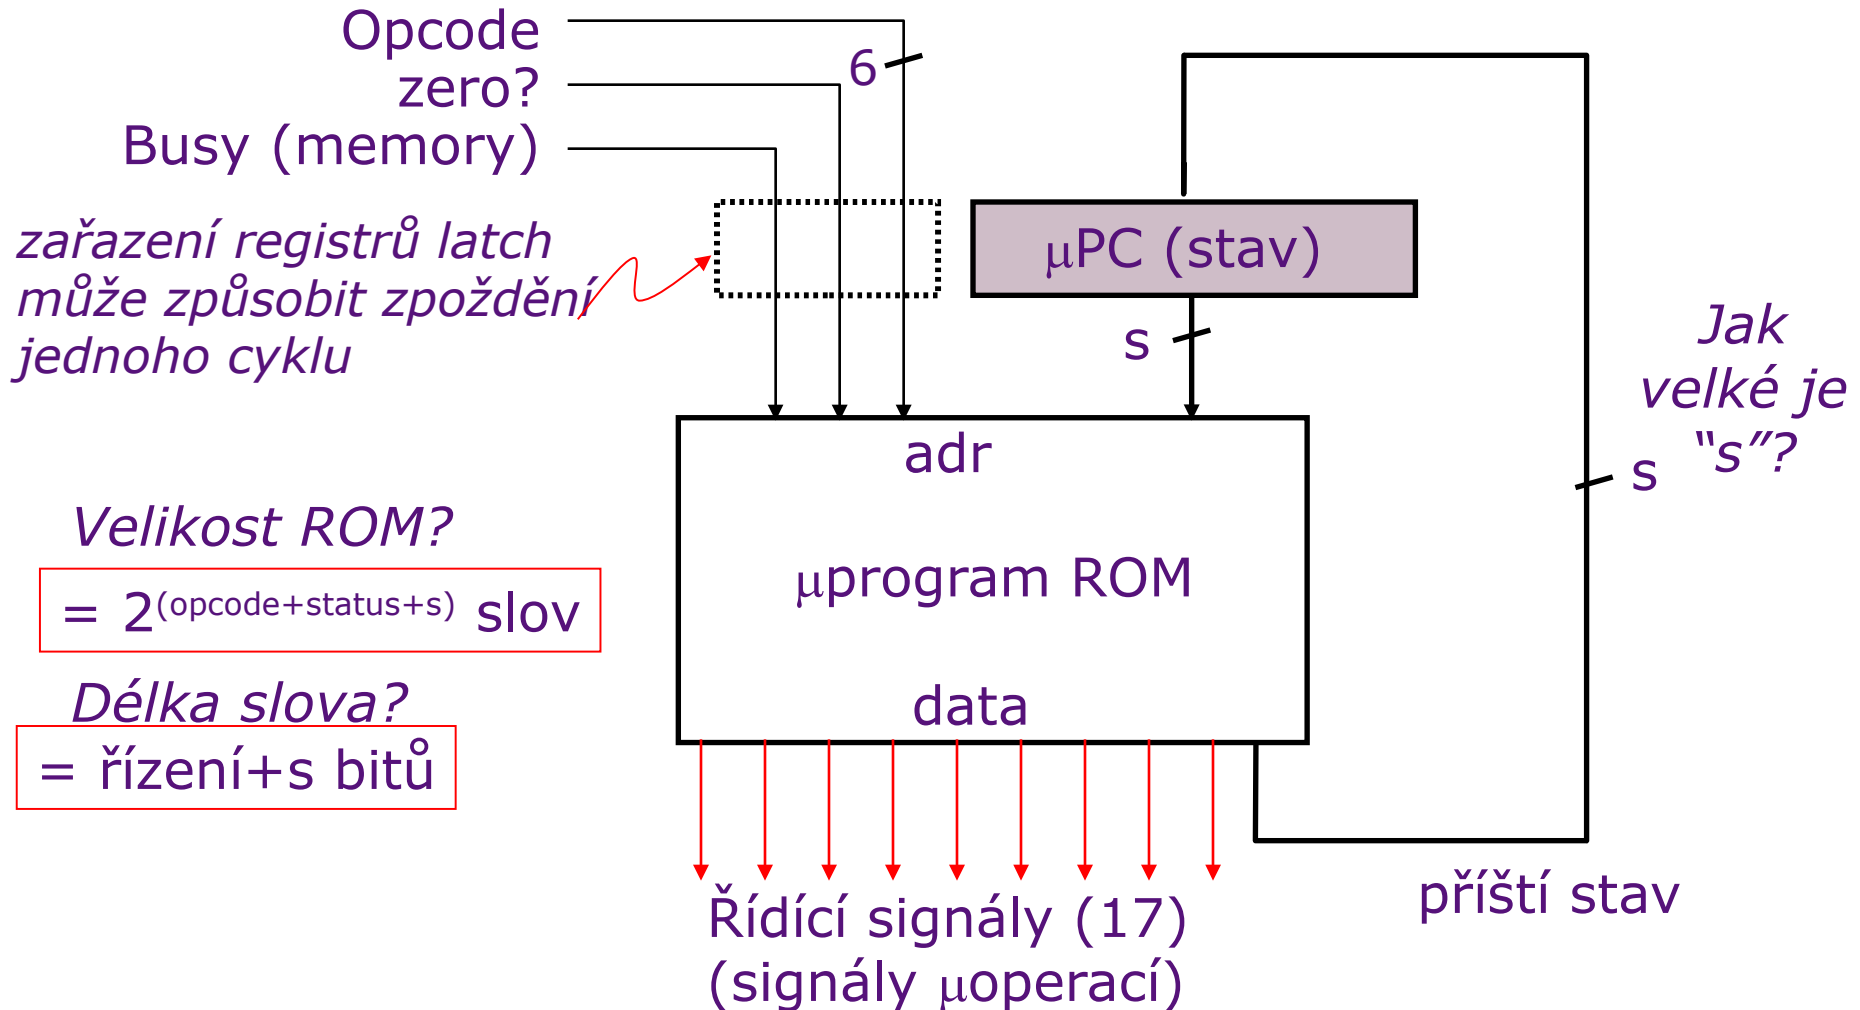 Opcode
6
zero?
Busy (memory)
zařazení registrů latch
může způsobit zpoždění
jednoho cyklu
μPC (stav)
s
Jak
velké je
“s”?
s
adr
Velikost ROM?
= 2(opcode+status+s) slov
μprogram ROM
Délka slova?
= řízení+s bitů
data
Řídící signály (17)
(signály μoperací)
příští stav